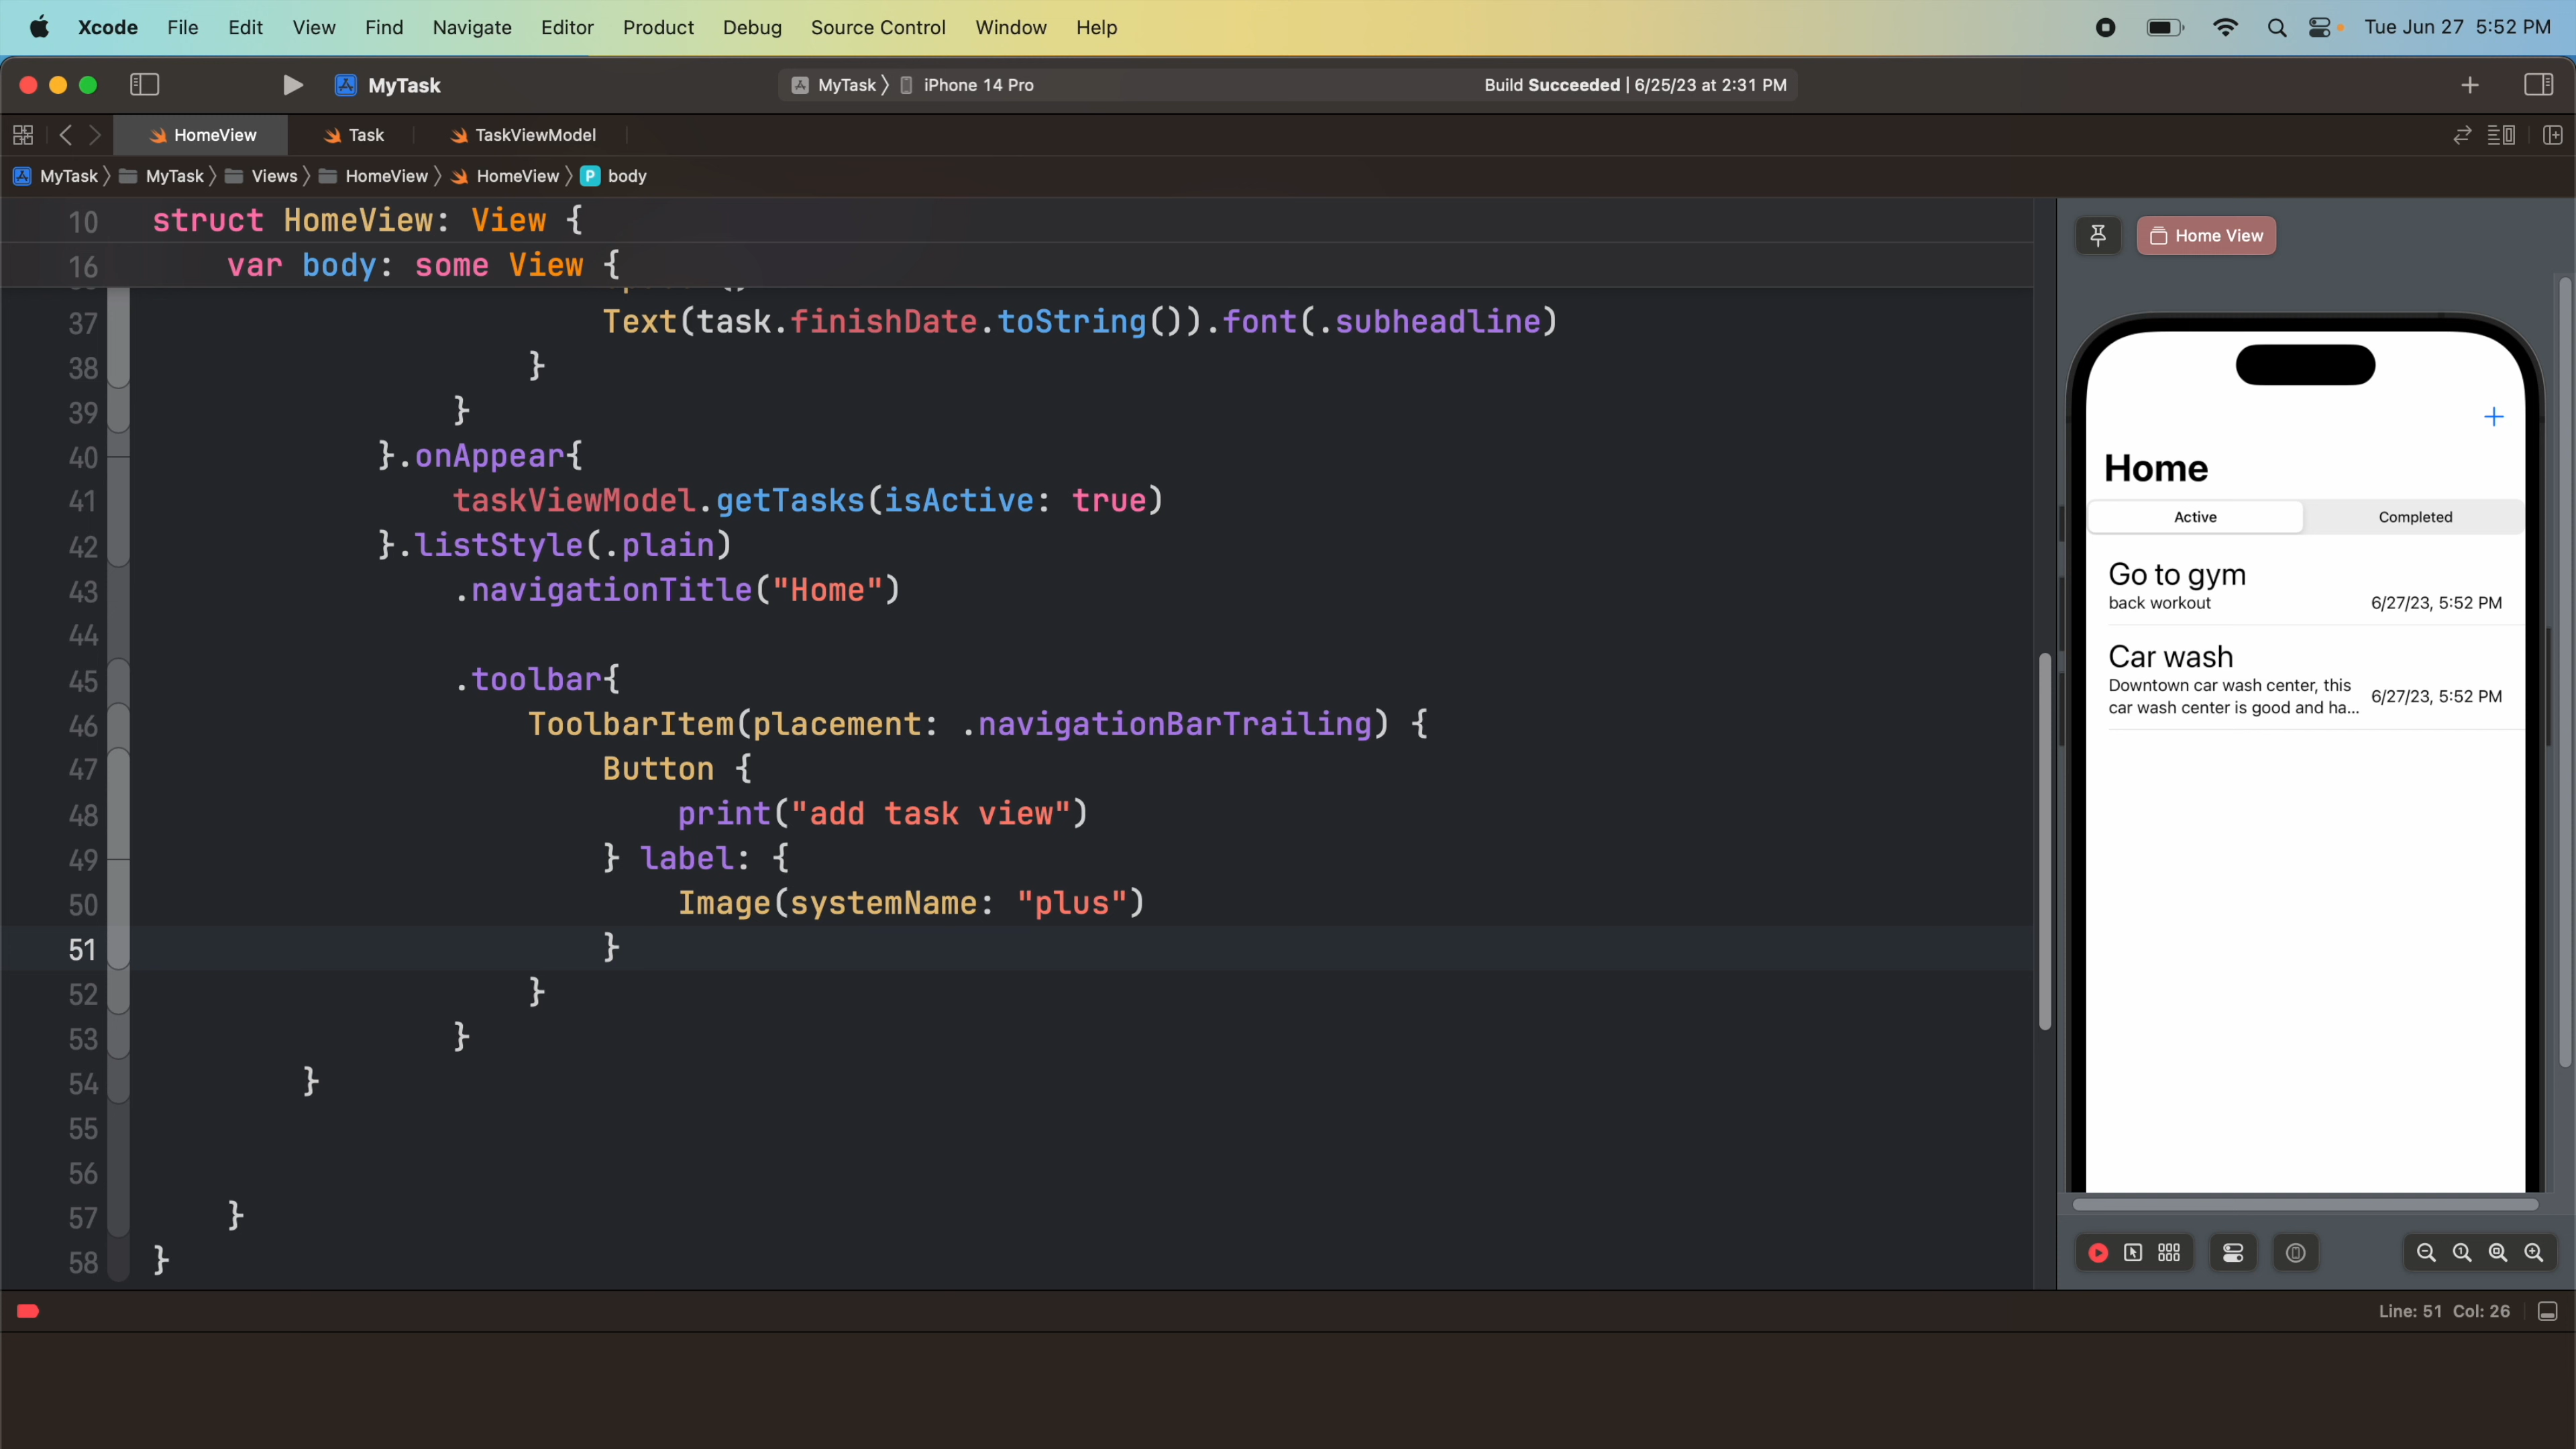 Xcode File Edit View Find Navigate Editor Product Debug Source Control Window Help Tue Jun 27 5:52 PM
MyTask MyTask iPhone 14 Pro Build Succeeded | 6/25/23 at 2:31 PM
HomeView Task TaskViewModel
MyTask MyTask Views HomeView HomeView P body
10 struct HomeView: View {
16 var body: some View {
37 Text(task.finishDate.toString()).font(.subheadline)
38 }
39 }
40 }.onAppear{
41 taskViewModel.getTasks(isActive: true)
42 }.listStyle(.plain)
43 .navigationTitle("Home")
44
45 .toolbar{
46 ToolbarItem(placement: .navigationBarTrailing) {
47 Button {
48 print("add task view")
49 } label: {
50 Image(systemName: "plus")
51 }
52 }
53 }
54 }
55
56
57 }
58 }
Home View
Home
Active Completed
Go to gym
back workout 6/27/23, 5:52 PM
Car wash
Downtown car wash center, this
car wash center is good and ha... 6/27/23, 5:52 PM
Line: 51 Col: 26